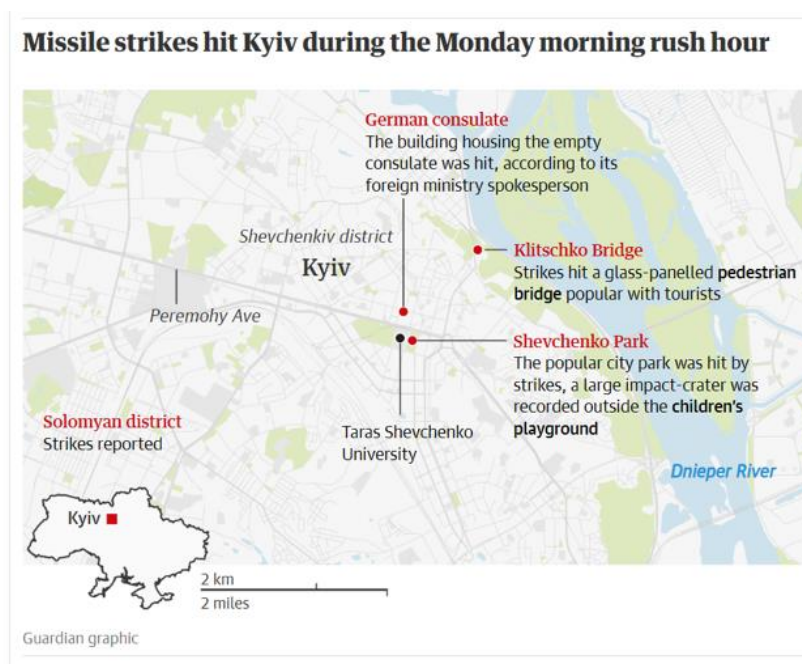 Missile strikes hit Kyiv during the Monday morning rush hour
German consulate
The building housing the empty
consulate was hit, according to its
foreign ministry spokesperson
Shevchenkiv district
Kyiv
Klitschko Bridge
Strikes hit a glass-panelled pedestrian
bridge popular with tourists
Peremohy Ave
Shevchenko Park
The popular city park was hit by
strikes, a large impact-crater was
recorded outside the children's
playground
Solomyan district
Strikes reported
Taras Shevchenko
University
Dnieper River
Kyiv
2 km
2 miles
Guardian graphic